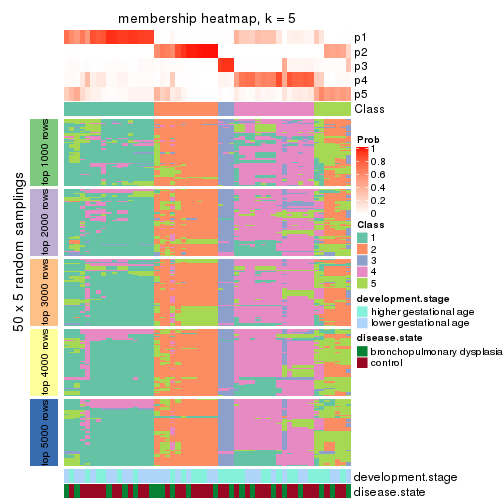 membership heatmap, k = 5
p1
p2
p3
p4
p5
Class
50 x 5 random samplings
top 1000 rows
top 2000 rows
top 3000 rows
top 4000 rows
top 5000 rows
Prob
1
0.8
0.6
0.4
0.2
0
Class
1
2
3
4
5
development.stage
higher gestational age
lower gestational age
disease.state
bronchopulmonary dysplasia
control
development.stage
disease.state